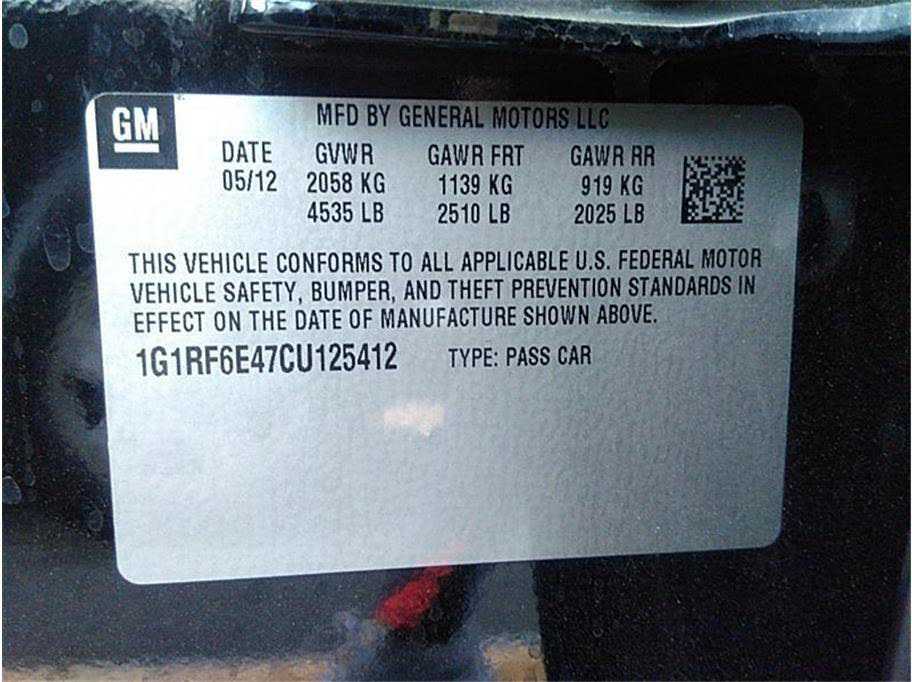 GM
MFD BY GENERAL MOTORS LLC
DATE GVWR GAWR FRT GAWR RR
05/12 2058 KG 1139 KG 919 KG
4535 LB 2510 LB 2025 LB
THIS VEHICLE CONFORMS TO ALL APPLICABLE U.S. FEDERAL MOTOR
VEHICLE SAFETY, BUMPER, AND THEFT PREVENTION STANDARDS IN
EFFECT ON THE DATE OF MANUFACTURE SHOWN ABOVE.
1G1RF6E47CU125412 TYPE: PASS CAR